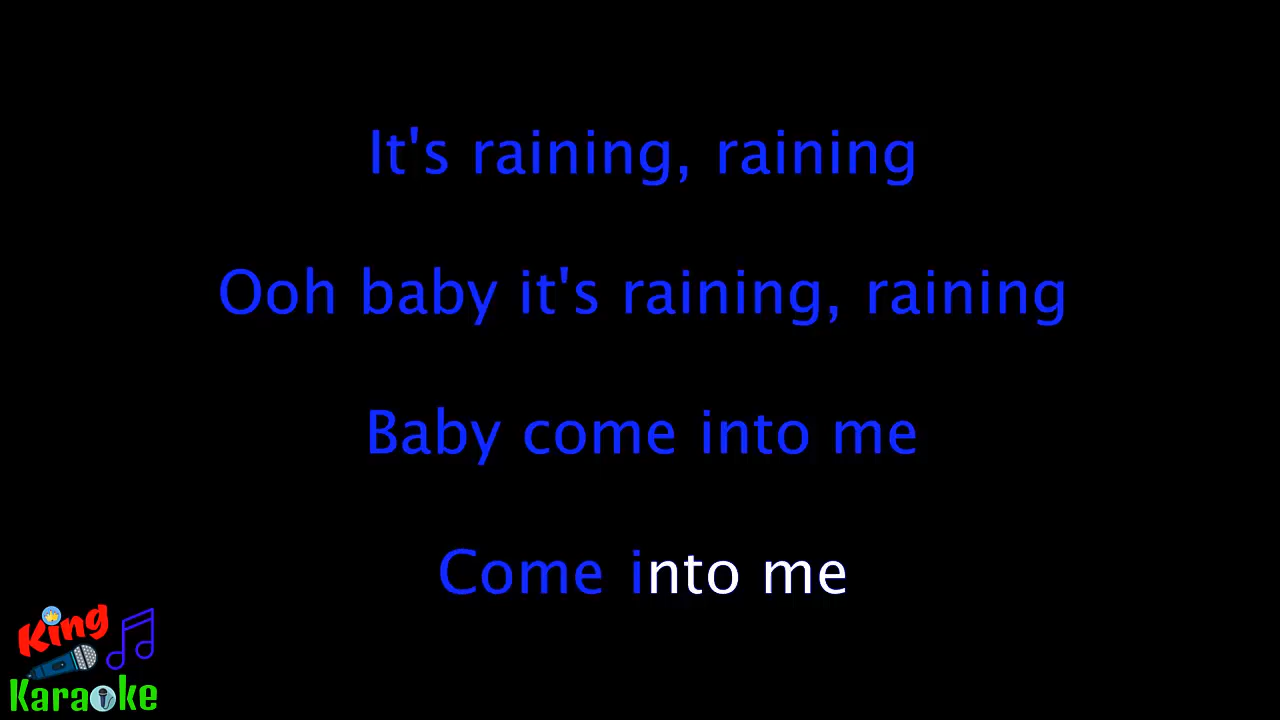 It's raining, raining
Ooh baby it's raining, raining
Baby come into me
Come into me
King
Karaoke